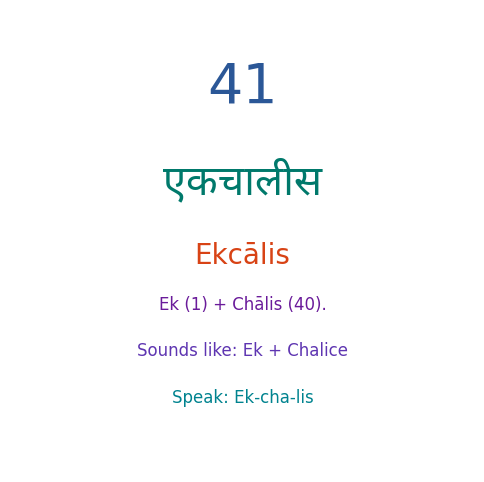 41
एकचालीस
Ekcālis
Ek (1) + Chālis (40).
Sounds like: Ek + Chalice
Speak: Ek-cha-lis